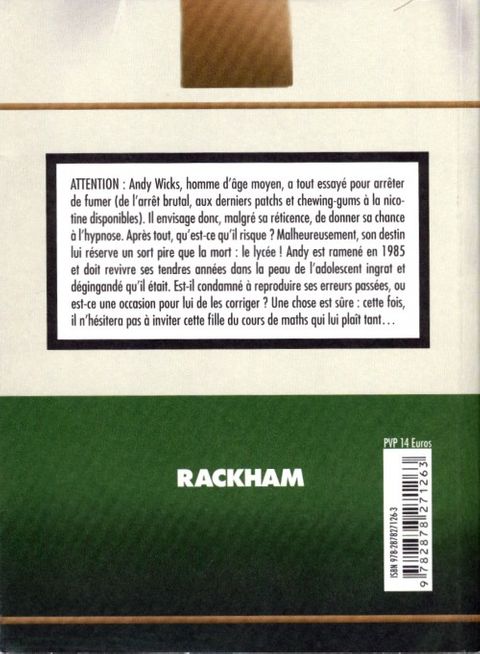 ATTENTION : Andy Wicks, homme d'âge moyen, a tout essayé pour arrêter
de fumer (de l'arrêt brutal, aux derniers patchs et chewing-gums à la nico-
tine disponibles). Il envisage donc, malgré sa réticence, de donner sa chance
à l'hypnose. Après tout, qu'est-ce qu'il risque ? Malheureusement, son destin
lui réserve un sort pire que la mort : le lycée ! Andy est ramené en 1985
et doit revivre ses tendres années dans la peau de l'adolescent ingrat et
dégingandé qu'il était. Est-il condamné à reproduire ses erreurs passées, ou
est-ce une occasion pour lui de les corriger ? Une chose est sûre : cette fois,
il n'hésitera pas à inviter cette fille du cours de maths qui lui plaît tant...
PVP 14 Euros
RACKHAM
ISBN 978-2-87827-126-3
9 782878 271263